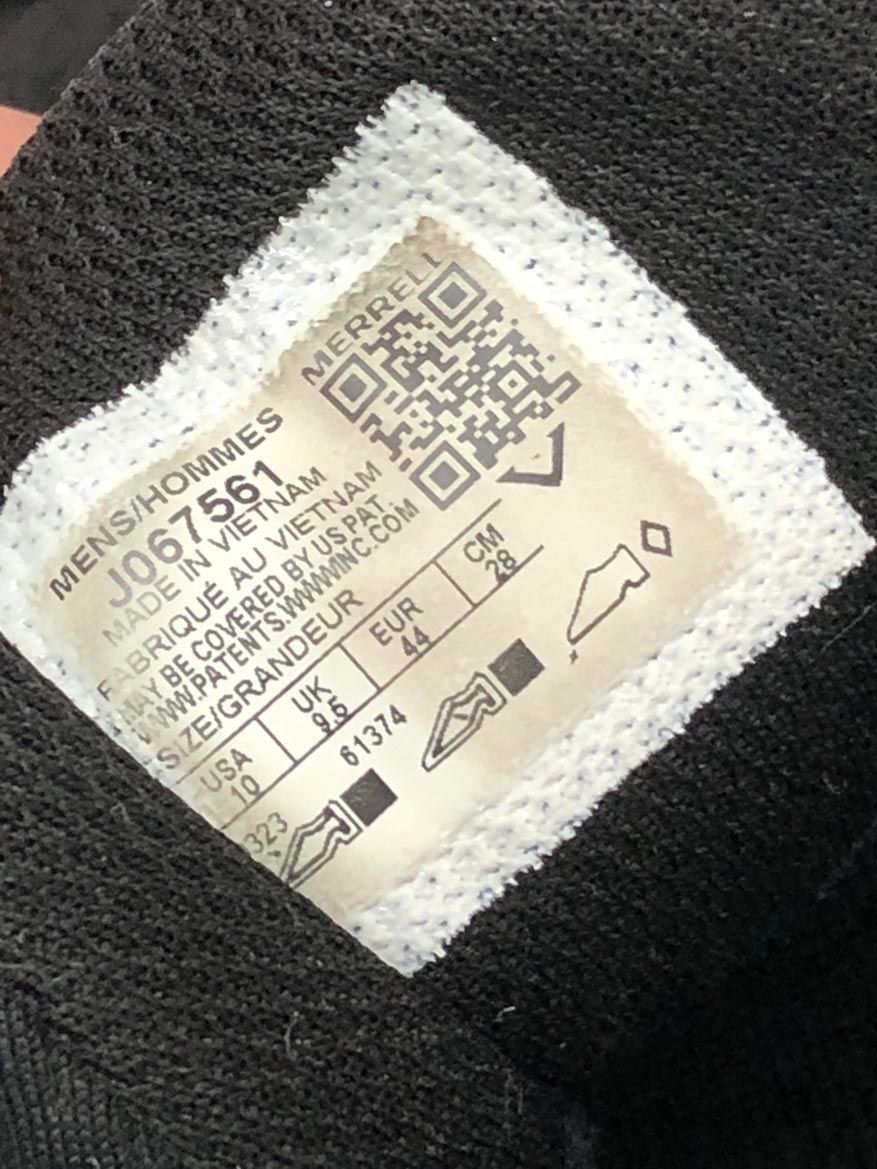 MERRELL
MENS/HOMMES
J067561
MADE IN VIETNAM
FABRIQUÉ AU VIETNAM
MAY BE COVERED BY US.PAT.
WWW.PATENTS.WWWINC.COM
SIZE/GRANDEUR
USA UK EUR CM
10 9.5 44 28
323 61374